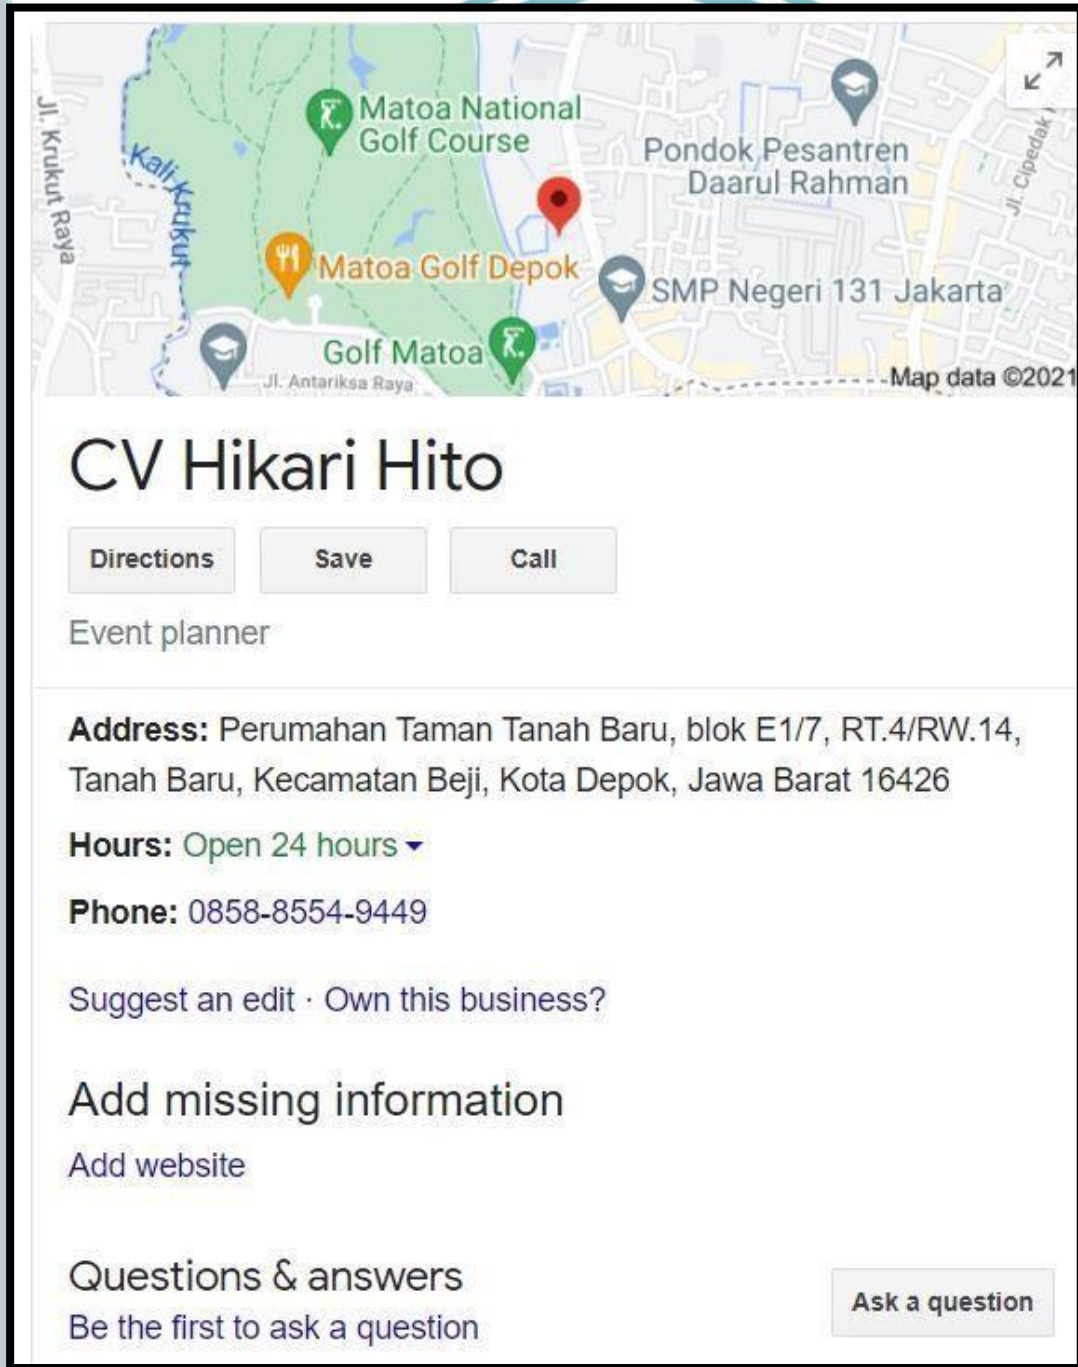 Jl. Krukut Raya
Kali Krukut
Matoa National
Golf Course
Pondok Pesantren
Daarul Rahman
Jl. Cipedak
Matoa Golf Depok
SMP Negeri 131 Jakarta
Golf Matoa
Jl. Antariksa Raya
Map data ©2021
CV Hikari Hito
Directions Save Call
Event planner
Address: Perumahan Taman Tanah Baru, blok E1/7, RT.4/RW.14,
Tanah Baru, Kecamatan Beji, Kota Depok, Jawa Barat 16426
Hours: Open 24 hours
Phone: 0858-8554-9449
Suggest an edit · Own this business?
Add missing information
Add website
Questions & answers
Be the first to ask a question
Ask a question